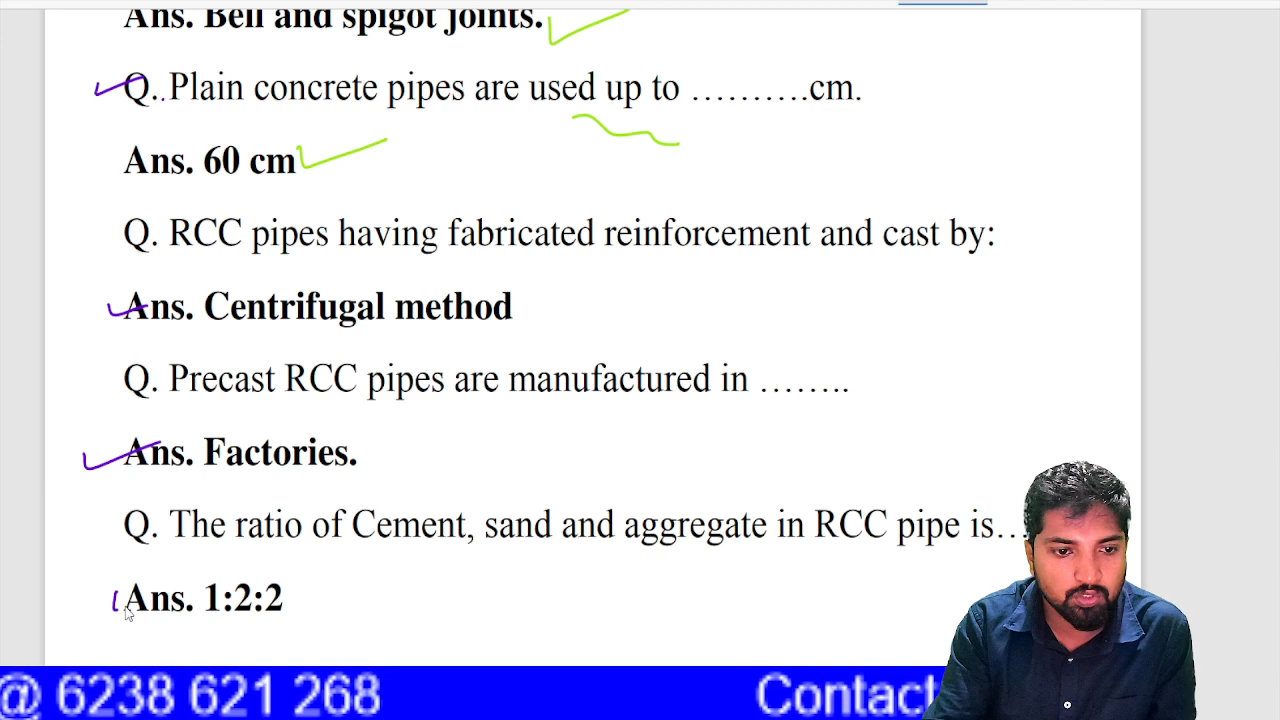 Ans. Bell and spigot joints.
Q. Plain concrete pipes are used up to ……….cm.
Ans. 60 cm
Q. RCC pipes having fabricated reinforcement and cast by:
Ans. Centrifugal method
Q. Precast RCC pipes are manufactured in ……..
Ans. Factories.
Q. The ratio of Cement, sand and aggregate in RCC pipe is…
Ans. 1:2:2
@ 6238 621 268 Contact